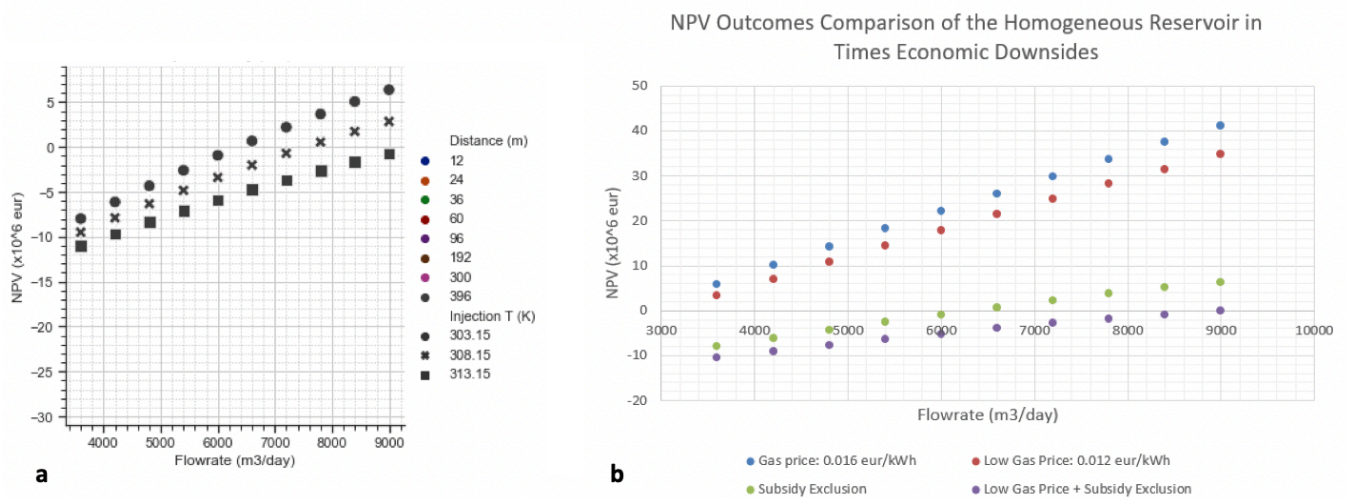 NPV (x10^6 eur)
5
0
−5
−10
−15
−20
−25
−30
4000 5000 6000 7000 8000 9000
Flowrate (m3/day)
Distance (m)
12
24
36
60
96
192
300
396
Injection T (K)
303.15
308.15
313.15
a
NPV Outcomes Comparison of the Homogeneous Reservoir in
Times Economic Downsides
NPV (x10^6 eur)
50
40
30
20
10
0
-10
-20
3000 4000 5000 6000 7000 8000 9000 10000
Flowrate (m3/day)
Gas price: 0.016 eur/kWh
Low Gas Price: 0.012 eur/kWh
Subsidy Exclusion
Low Gas Price + Subsidy Exclusion
b